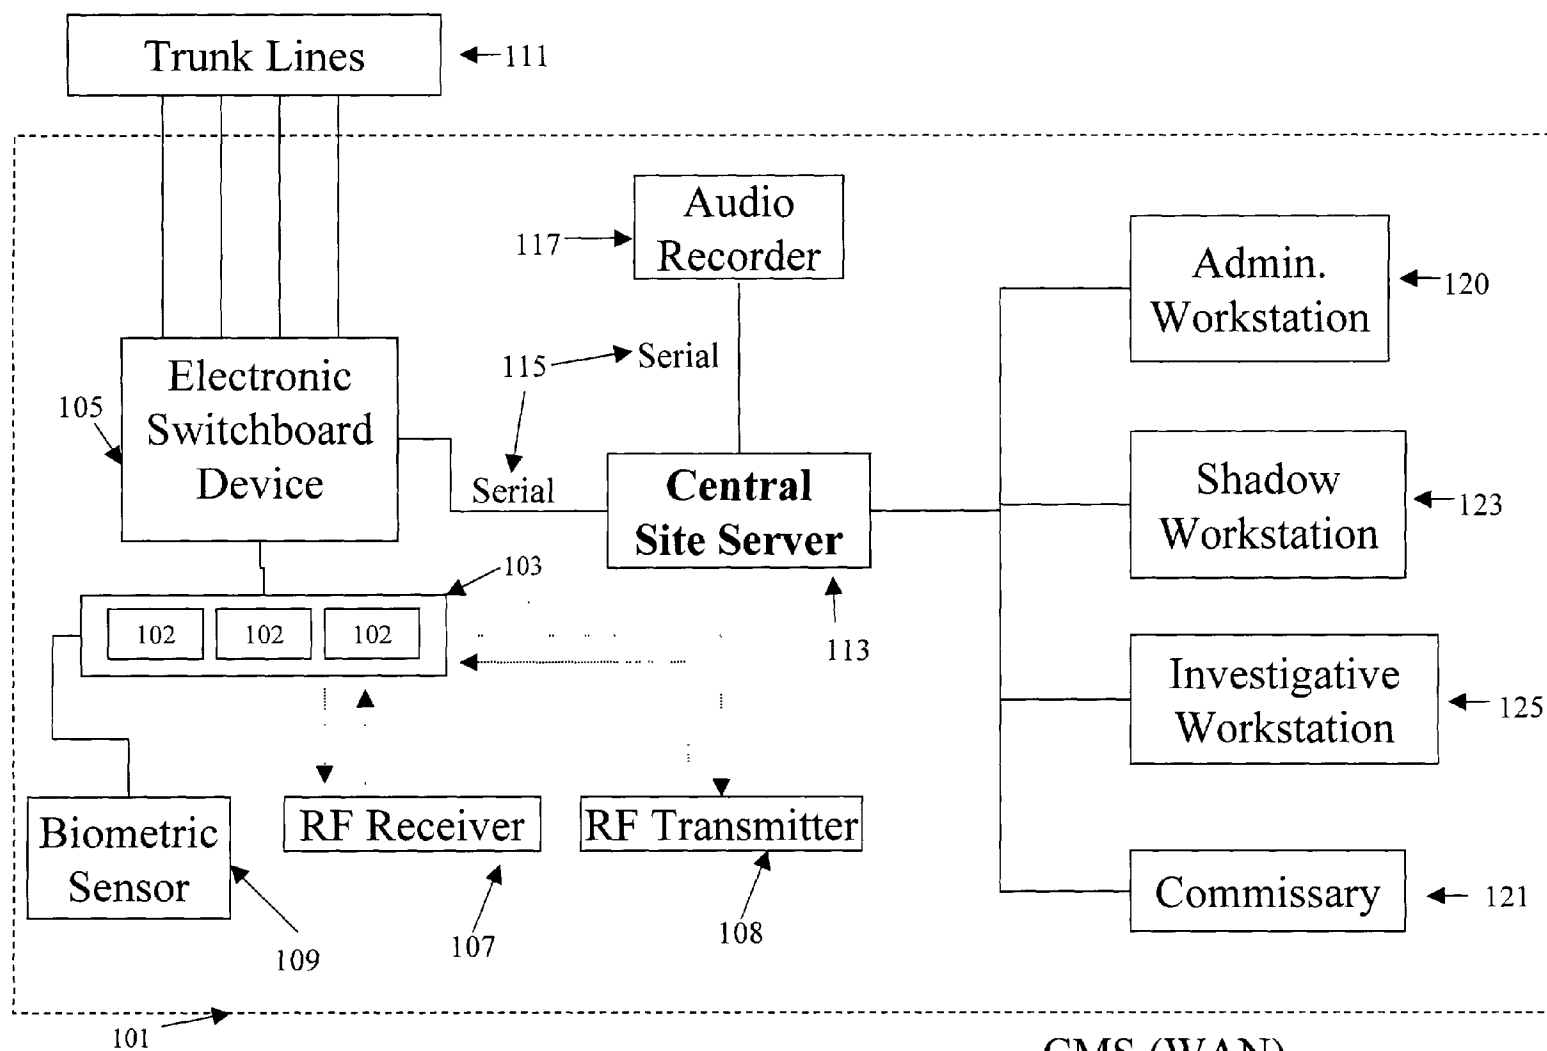 Trunk Lines
111
Audio
Recorder
117
Admin.
Workstation
120
Serial
115
Electronic
Switchboard
Device
105
Serial
Central
Site Server
Shadow
Workstation
123
103
102 102 102
113
Investigative
Workstation
125
Biometric
Sensor
RF Receiver
RF Transmitter
Commissary
121
109
107
108
101
CMS (WAN)